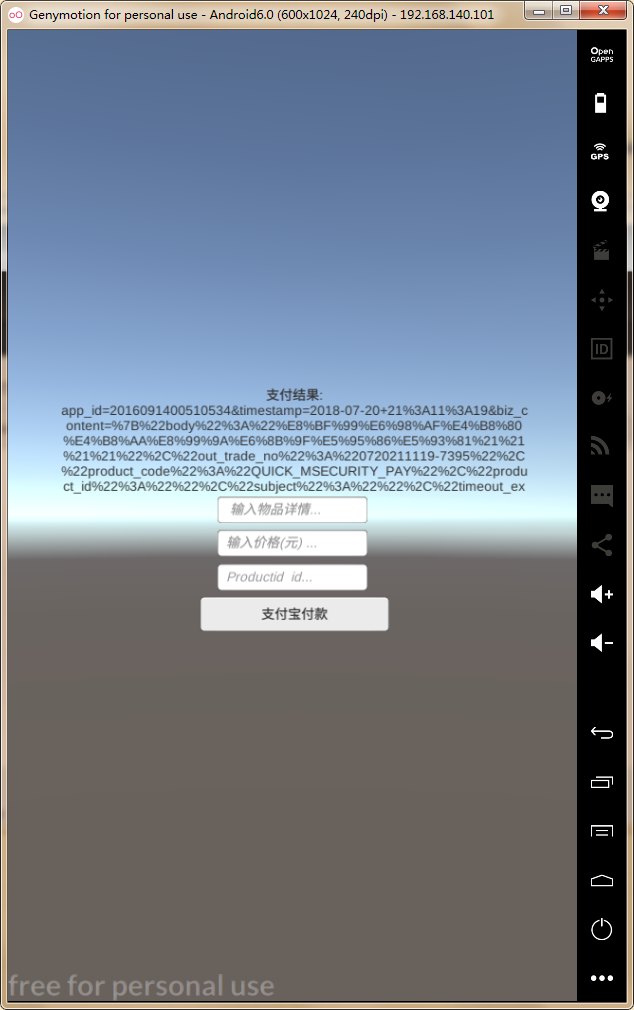 Genymotion for personal use - Android6.0 (600x1024, 240dpi) - 192.168.140.101
Open
GAPPS
GPS
ID
支付结果:
app_id=2016091400510534&timestamp=2018-07-20+21%3A11%3A19&biz_c
ontent=%7B%22body%22%3A%22%E8%BF%99%E6%98%AF%E4%B8%80
%E4%B8%AA%E8%99%9A%E6%8B%9F%E5%95%86%E5%93%81%21%21
%21%21%22%2C%22out_trade_no%22%3A%220720211119-7395%22%2C
%22product_code%22%3A%22QUICK_MSECURITY_PAY%22%2C%22produ
ct_id%22%3A%22%22%2C%22subject%22%3A%22%22%2C%22timeout_ex
输入物品详情...
输入价格(元) ...
Productid id...
支付宝付款
free for personal use